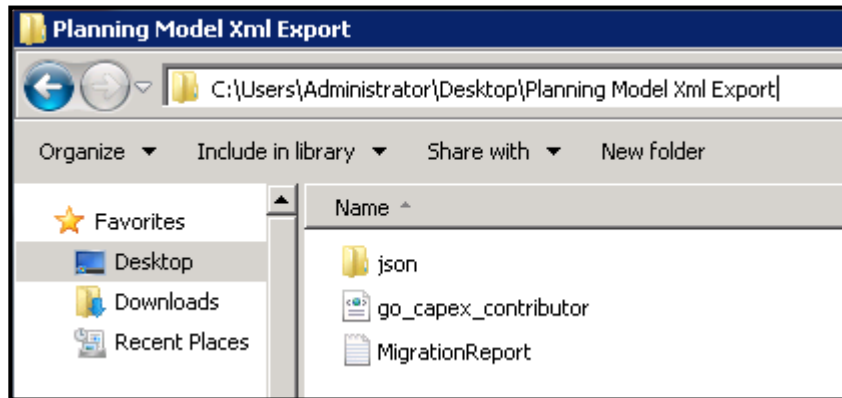 Planning Model Xml Export
C:\Users\Administrator\Desktop\Planning Model Xml Export
Organize Include in library Share with New folder
Favorites
Desktop
Downloads
Recent Places
Name
json
go_capex_contributor
MigrationReport